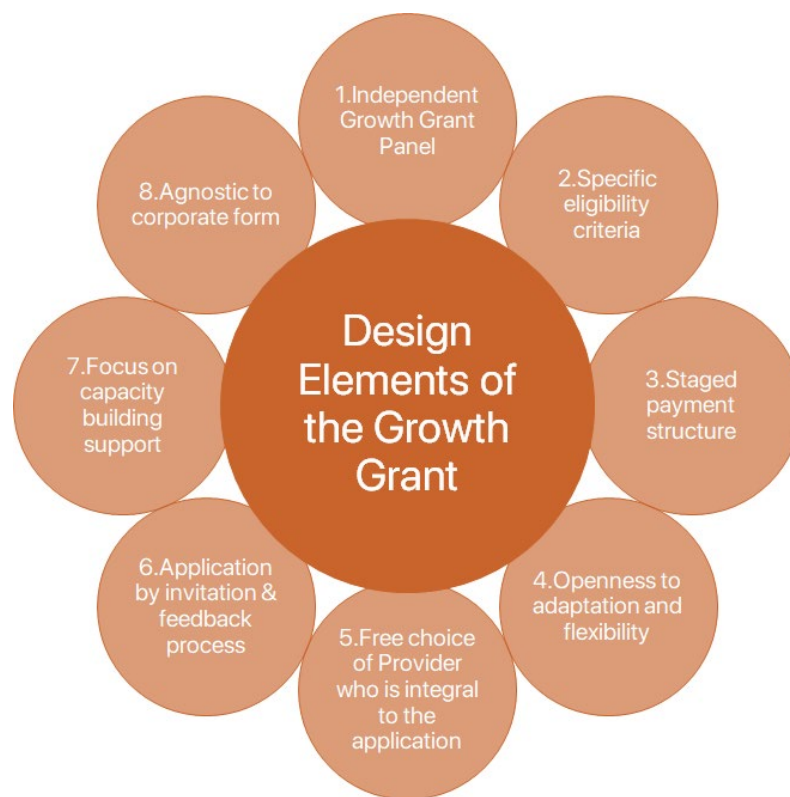 1.Independent
Growth Grant
Panel
2.Specific
eligibility
criteria
3.Staged
payment
structure
4.Openness to
adaptation and
flexibility
5.Free choice
of Provider
who is integral
to the
application
6.Application
by invitation &
feedback
process
7.Focus on
capacity
building
support
8.Agnostic to
corporate form
Design
Elements of
the Growth
Grant